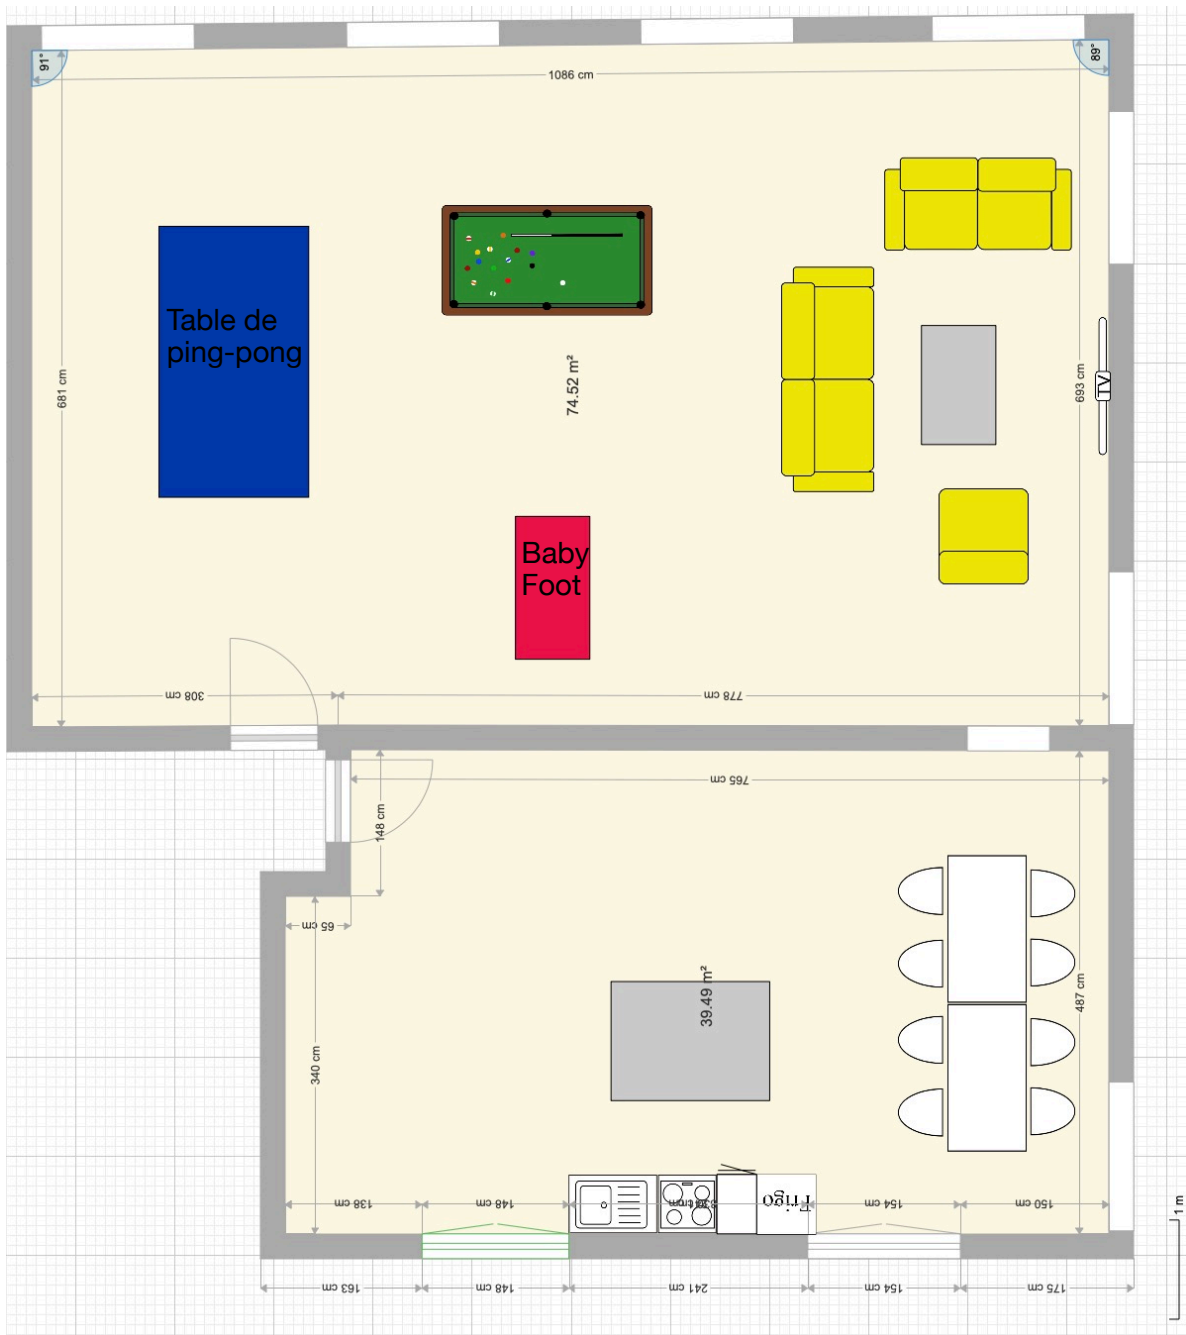 91°
89°
1086 cm
Table de
ping-pong
74.52 m²
681 cm
693 cm
TV
Baby
Foot
308 cm
778 cm
765 cm
148 cm
65 cm
39.49 m²
487 cm
340 cm
Frigo
138 cm
148 cm
154 cm
150 cm
1 m
163 cm
148 cm
241 cm
154 cm
175 cm